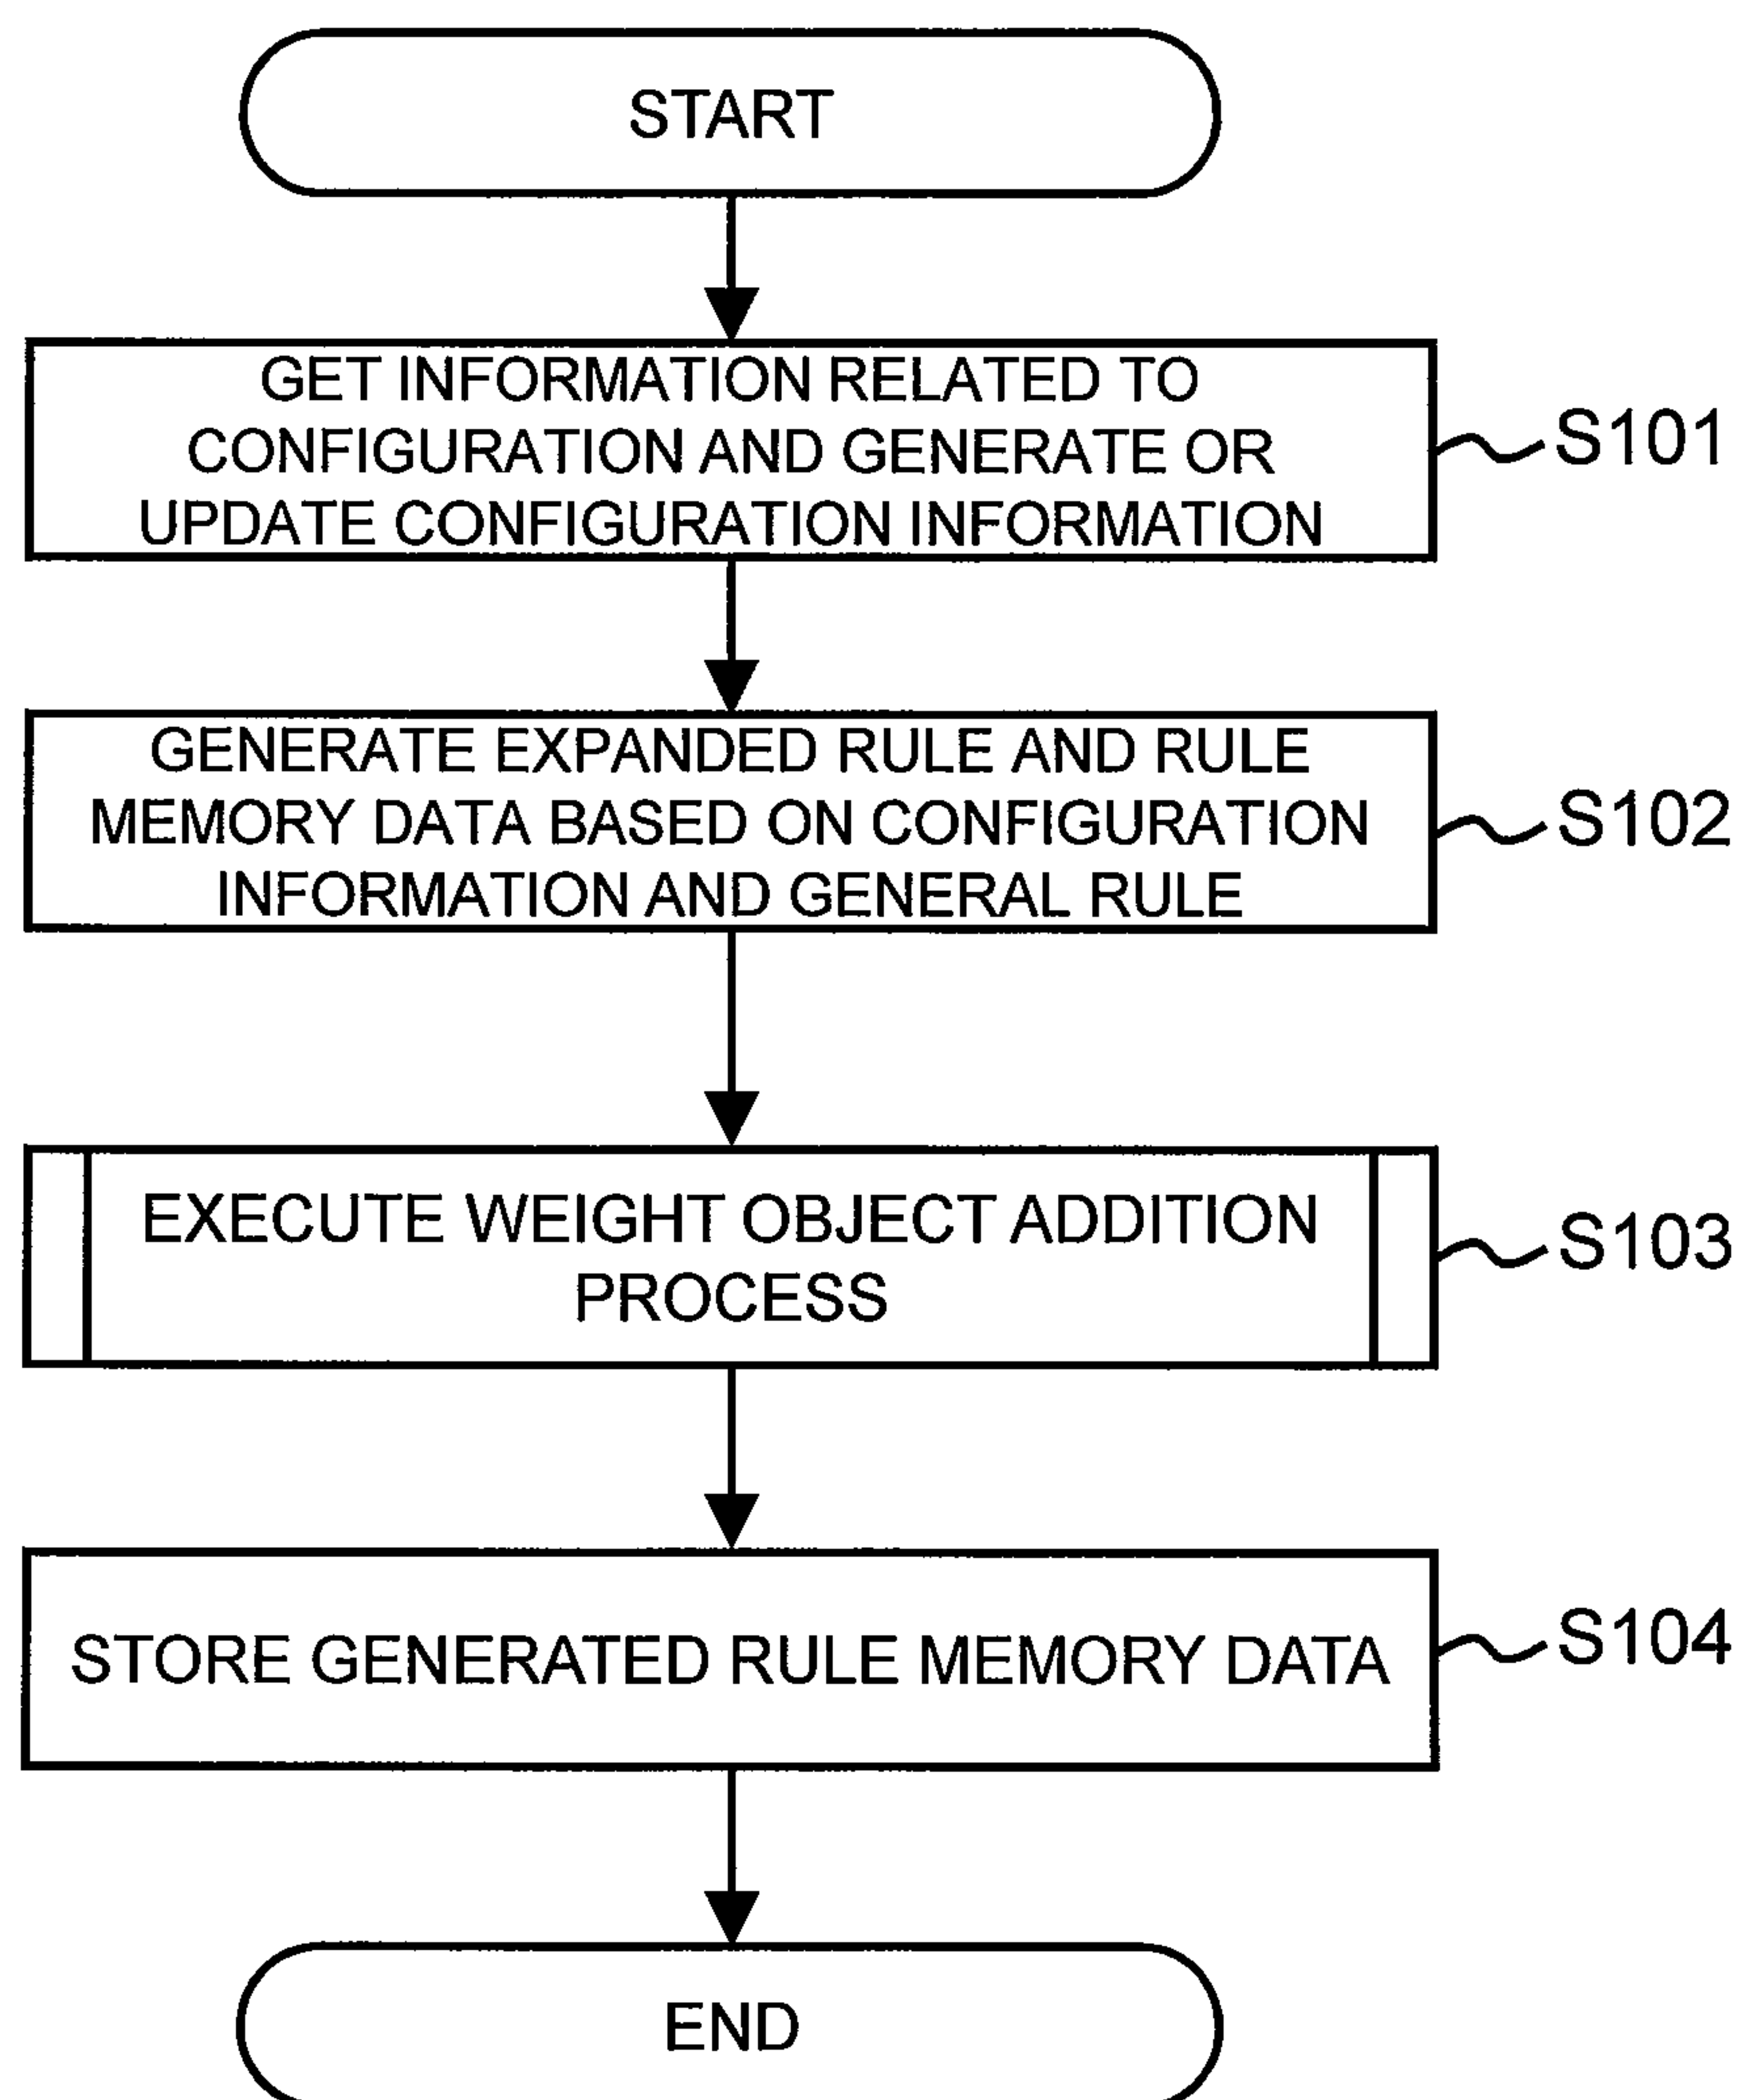 START
GET INFORMATION RELATED TO
CONFIGURATION AND GENERATE OR
UPDATE CONFIGURATION INFORMATION
S101
GENERATE EXPANDED RULE AND RULE
MEMORY DATA BASED ON CONFIGURATION
INFORMATION AND GENERAL RULE
S102
EXECUTE WEIGHT OBJECT ADDITION
PROCESS
S103
STORE GENERATED RULE MEMORY DATA
S104
END